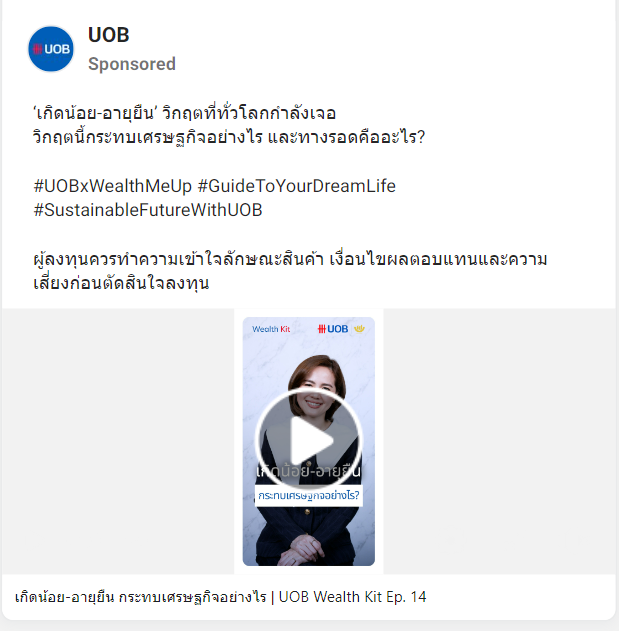 UOB
UOB
Sponsored
‘เกิดน้อย-อายุยืน’ วิกฤตที่ทั่วโลกกำลังเจอ
วิกฤตนี้กระทบเศรษฐกิจอย่างไร และทางรอดคืออะไร?
#UOBxWealthMeUp #GuideToYourDreamLife
#SustainableFutureWithUOB
ผู้ลงทุนควรทำความเข้าใจลักษณะสินค้า เงื่อนไขผลตอบแทนและความ
เสี่ยงก่อนตัดสินใจลงทุน
Wealth Kit UOB
เกิดน้อย-อายุยืน
กระทบเศรษฐกิจอย่างไร?
เกิดน้อย-อายุยืน กระทบเศรษฐกิจอย่างไร | UOB Wealth Kit Ep. 14